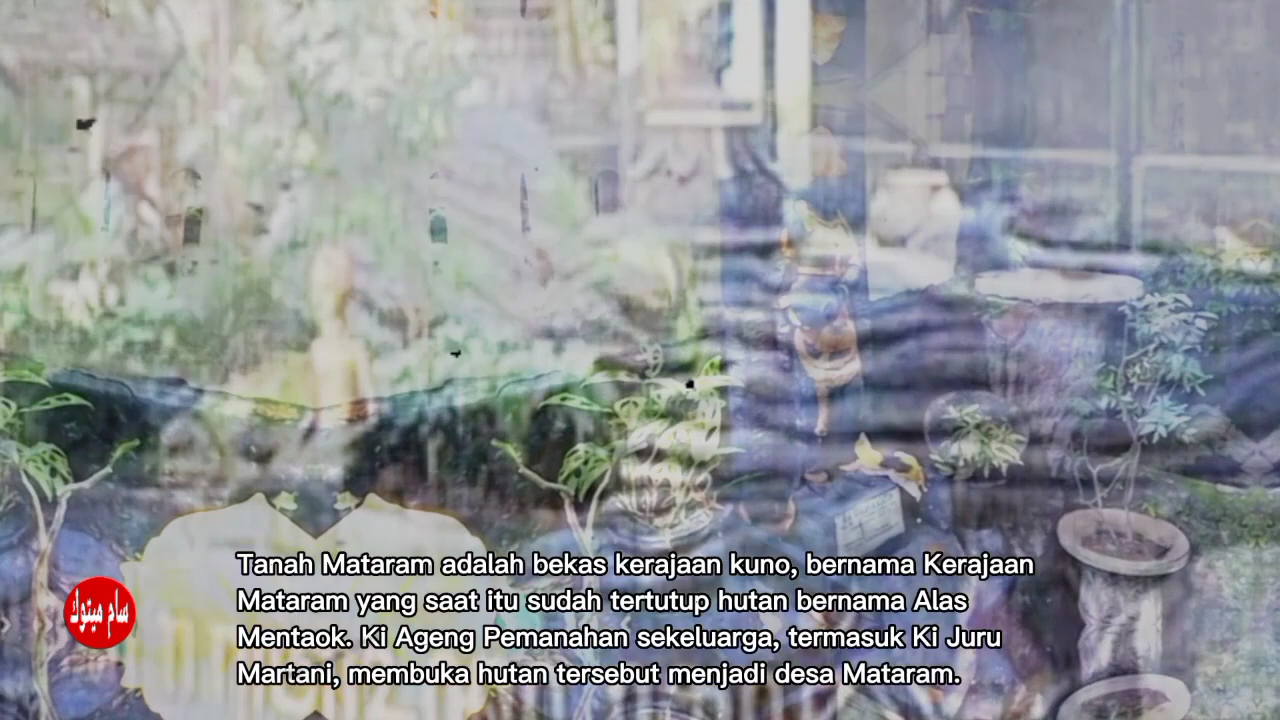 Tanah Mataram adalah bekas kerajaan kuno, bernama Kerajaan
Mataram yang saat itu sudah tertutup hutan bernama Alas
Mentaok. Ki Ageng Pemanahan sekeluarga, termasuk Ki Juru
Martani, membuka hutan tersebut menjadi desa Mataram.
سام ميتوك